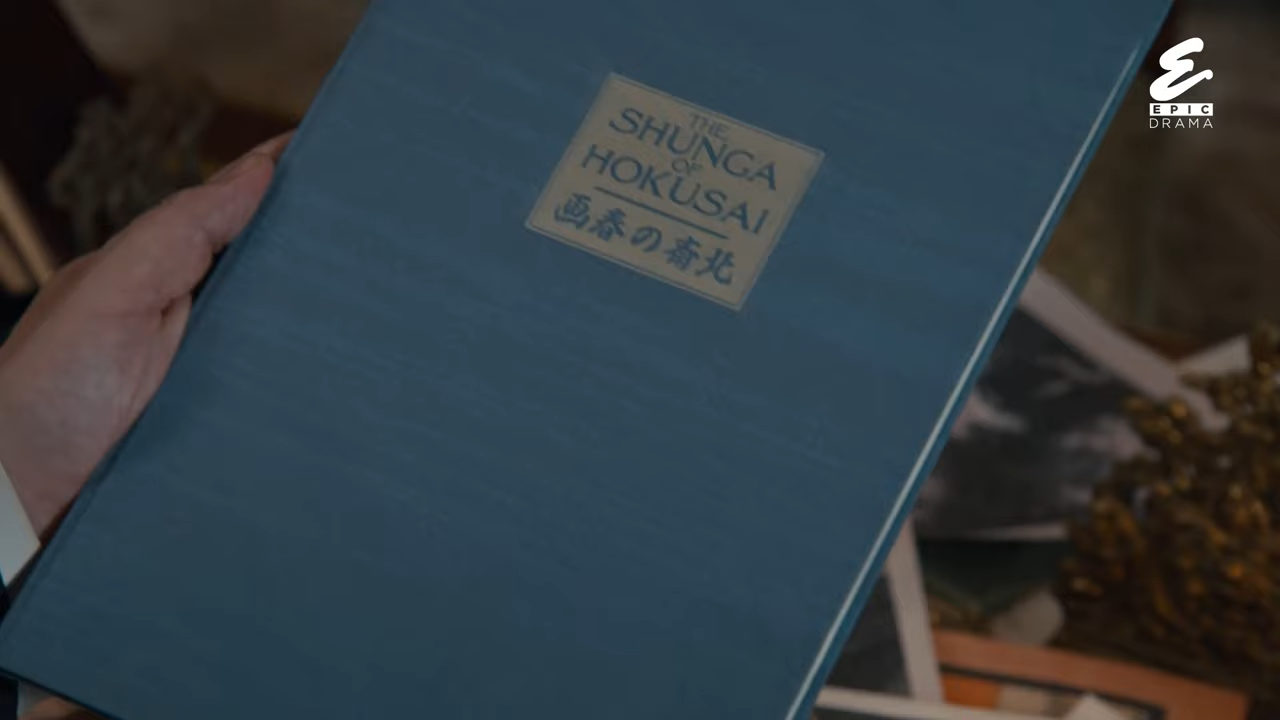 THE
SHUNGA
OF
HOKUSAI
北斎の春画
E
EPIC
DRAMA